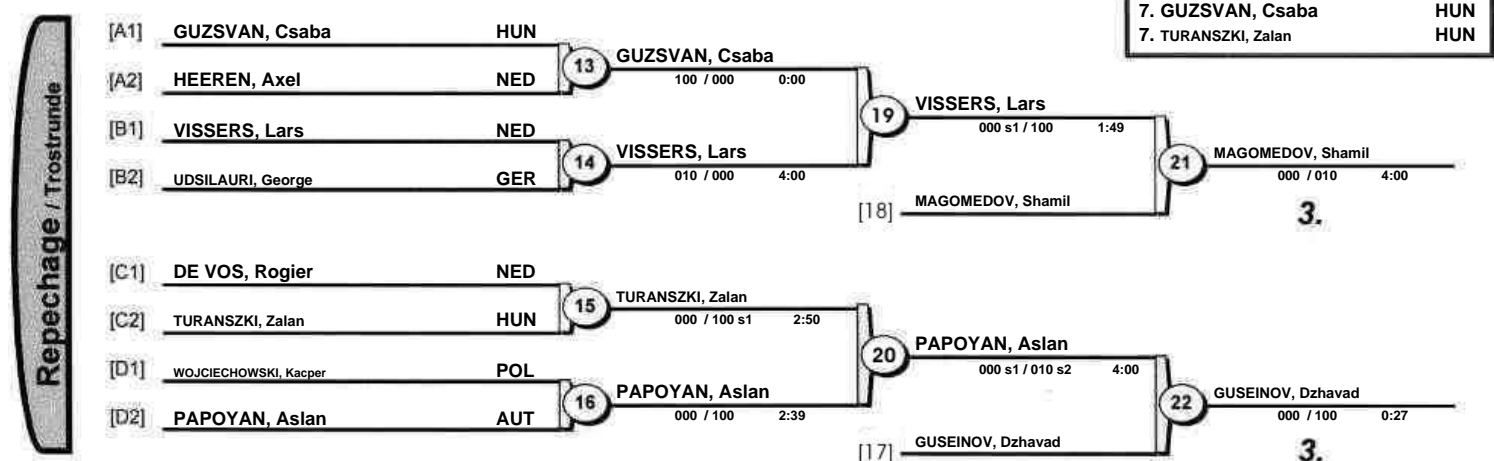 7. GUZSVAN, Csaba HUN
7. TURANSZKI, Zalan HUN
Repechage / Trostrunde
[A1] GUZSVAN, Csaba HUN
13 GUZSVAN, Csaba
100 / 000 0:00
[A2] HEEREN, Axel NED
19 VISSERS, Lars
000 s1 / 100 1:49
[B1] VISSERS, Lars NED
14 VISSERS, Lars
010 / 000 4:00
[B2] UDSILAURI, George GER
21 MAGOMEDOV, Shamil
000 / 010 4:00
[18] MAGOMEDOV, Shamil
3.
[C1] DE VOS, Rogier NED
15 TURANSZKI, Zalan
000 / 100 s1 2:50
[C2] TURANSZKI, Zalan HUN
20 PAPOYAN, Aslan
000 s1 / 010 s2 4:00
[D1] WOJCIECHOWSKI, Kacper POL
16 PAPOYAN, Aslan
000 / 100 2:39
[D2] PAPOYAN, Aslan AUT
22 GUSEINOV, Dzhavad
000 / 100 0:27
[17] GUSEINOV, Dzhavad
3.